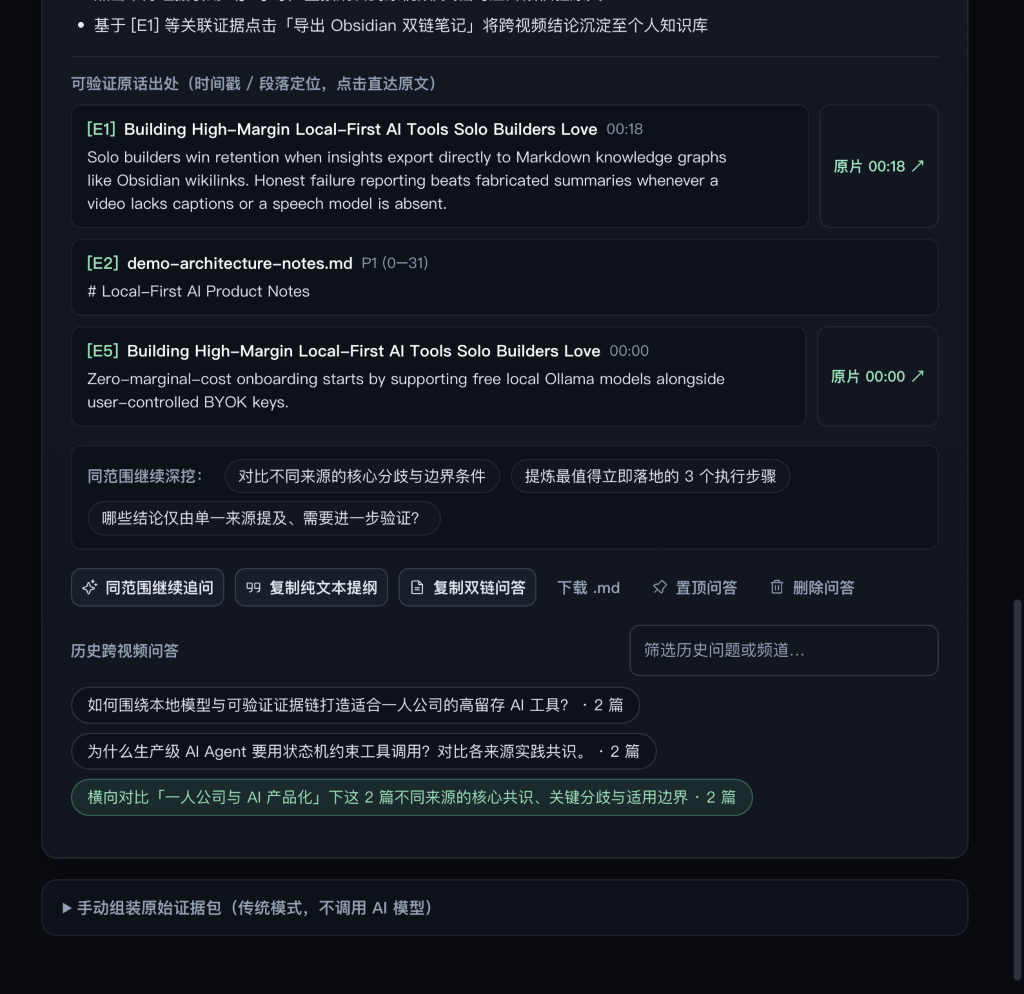 基于 [E1] 等关联证据点击「导出 Obsidian 双链笔记」将跨视频结论沉淀至个人知识库
可验证原话出处（时间戳 / 段落定位，点击直达原文）
[E1] Building High-Margin Local-First AI Tools Solo Builders Love 00:18
Solo builders win retention when insights export directly to Markdown knowledge graphs
like Obsidian wikilinks. Honest failure reporting beats fabricated summaries whenever a
video lacks captions or a speech model is absent.
原片 00:18 ↗
[E2] demo-architecture-notes.md P1 (0–31)
# Local-First AI Product Notes
[E5] Building High-Margin Local-First AI Tools Solo Builders Love 00:00
Zero-marginal-cost onboarding starts by supporting free local Ollama models alongside
user-controlled BYOK keys.
原片 00:00 ↗
同范围继续深挖：
对比不同来源的核心分歧与边界条件
提炼最值得立即落地的 3 个执行步骤
哪些结论仅由单一来源提及、需要进一步验证？
同范围继续追问
复制纯文本提纲
复制双链问答
下载 .md
置顶问答
删除问答
历史跨视频问答
筛选历史问题或频道…
如何围绕本地模型与可验证证据链打造适合一人公司的高留存 AI 工具？ · 2 篇
为什么生产级 AI Agent 要用状态机约束工具调用？对比各来源实践共识。 · 2 篇
横向对比「一人公司与 AI 产品化」下这 2 篇不同来源的核心共识、关键分歧与适用边界 · 2 篇
▶ 手动组装原始证据包（传统模式，不调用 AI 模型）